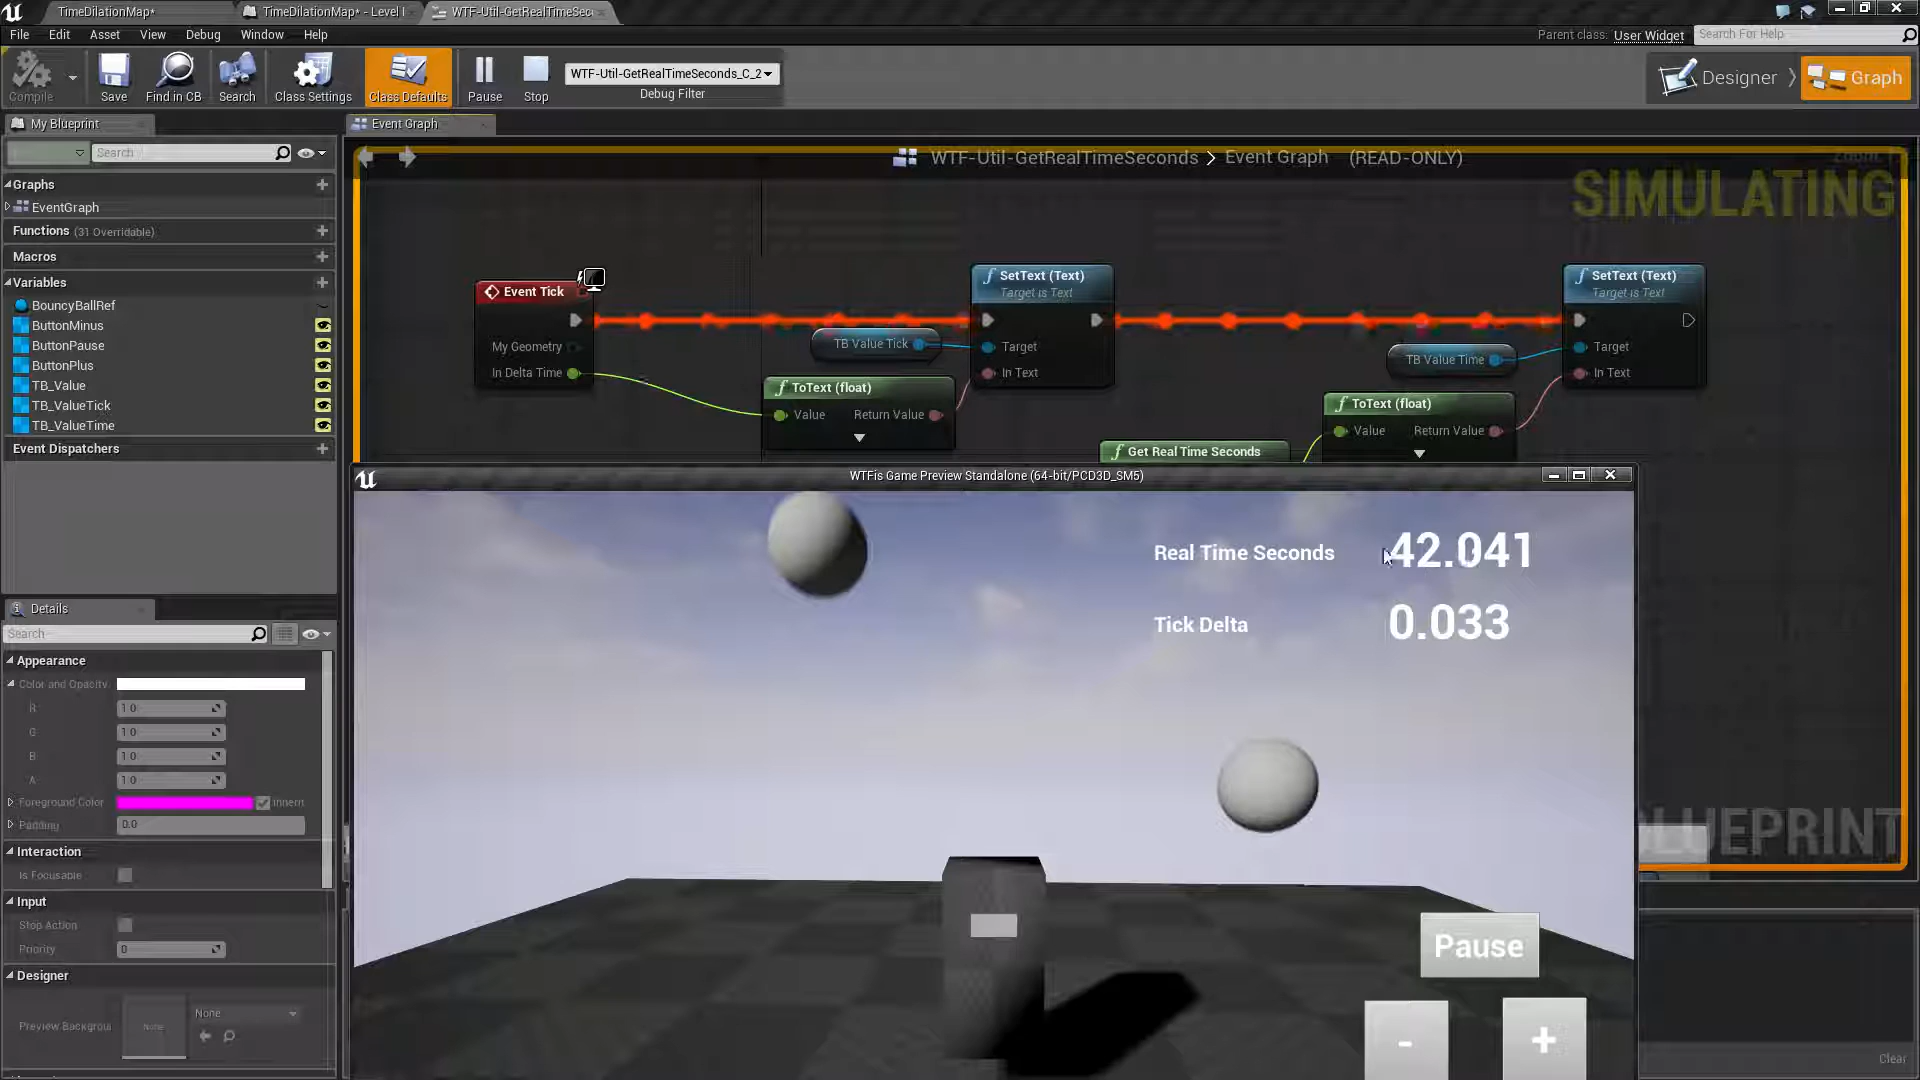 TimeDilationMap*
TimeDilationMap* - Level
WTF-Util-GetRealTimeSec
File
Edit
Asset
View
Debug
Window
Help
Parent class: User Widget
Search For Help
Compile
Save
Find in CB
Search
Class Settings
Class Defaults
Pause
Stop
WTF-Util-GetRealTimeSeconds_C_2
Debug Filter
Designer
Graph
My Blueprint
Event Graph
Search
WTF-Util-GetRealTimeSeconds > Event Graph (READ-ONLY)
SIMULATING
Graphs
EventGraph
Functions (31 Overridable)
Macros
Variables
BouncyBallRef
ButtonMinus
ButtonPause
ButtonPlus
TB_Value
TB_ValueTick
TB_ValueTime
Event Dispatchers
Event Tick
My Geometry
In Delta Time
TB Value Tick
ToText (float)
Value
Return Value
SetText (Text)
Target is Text
Target
In Text
Get Real Time Seconds
TB Value Time
ToText (float)
Value
Return Value
SetText (Text)
Target is Text
Target
In Text
WTFis Game Preview Standalone (64-bit/PCD3D_SM5)
Real Time Seconds
42.041
Tick Delta
0.033
Pause
-
+
BLUEPRINT
Details
Search
Appearance
Color and Opacity
R
1.0
G
1.0
B
1.0
A
1.0
Foreground Color
Inherit
Padding
0.0
Interaction
Is Focusable
Input
Stop Action
Priority
0
Designer
Preview Backgrou
None
None
Clear